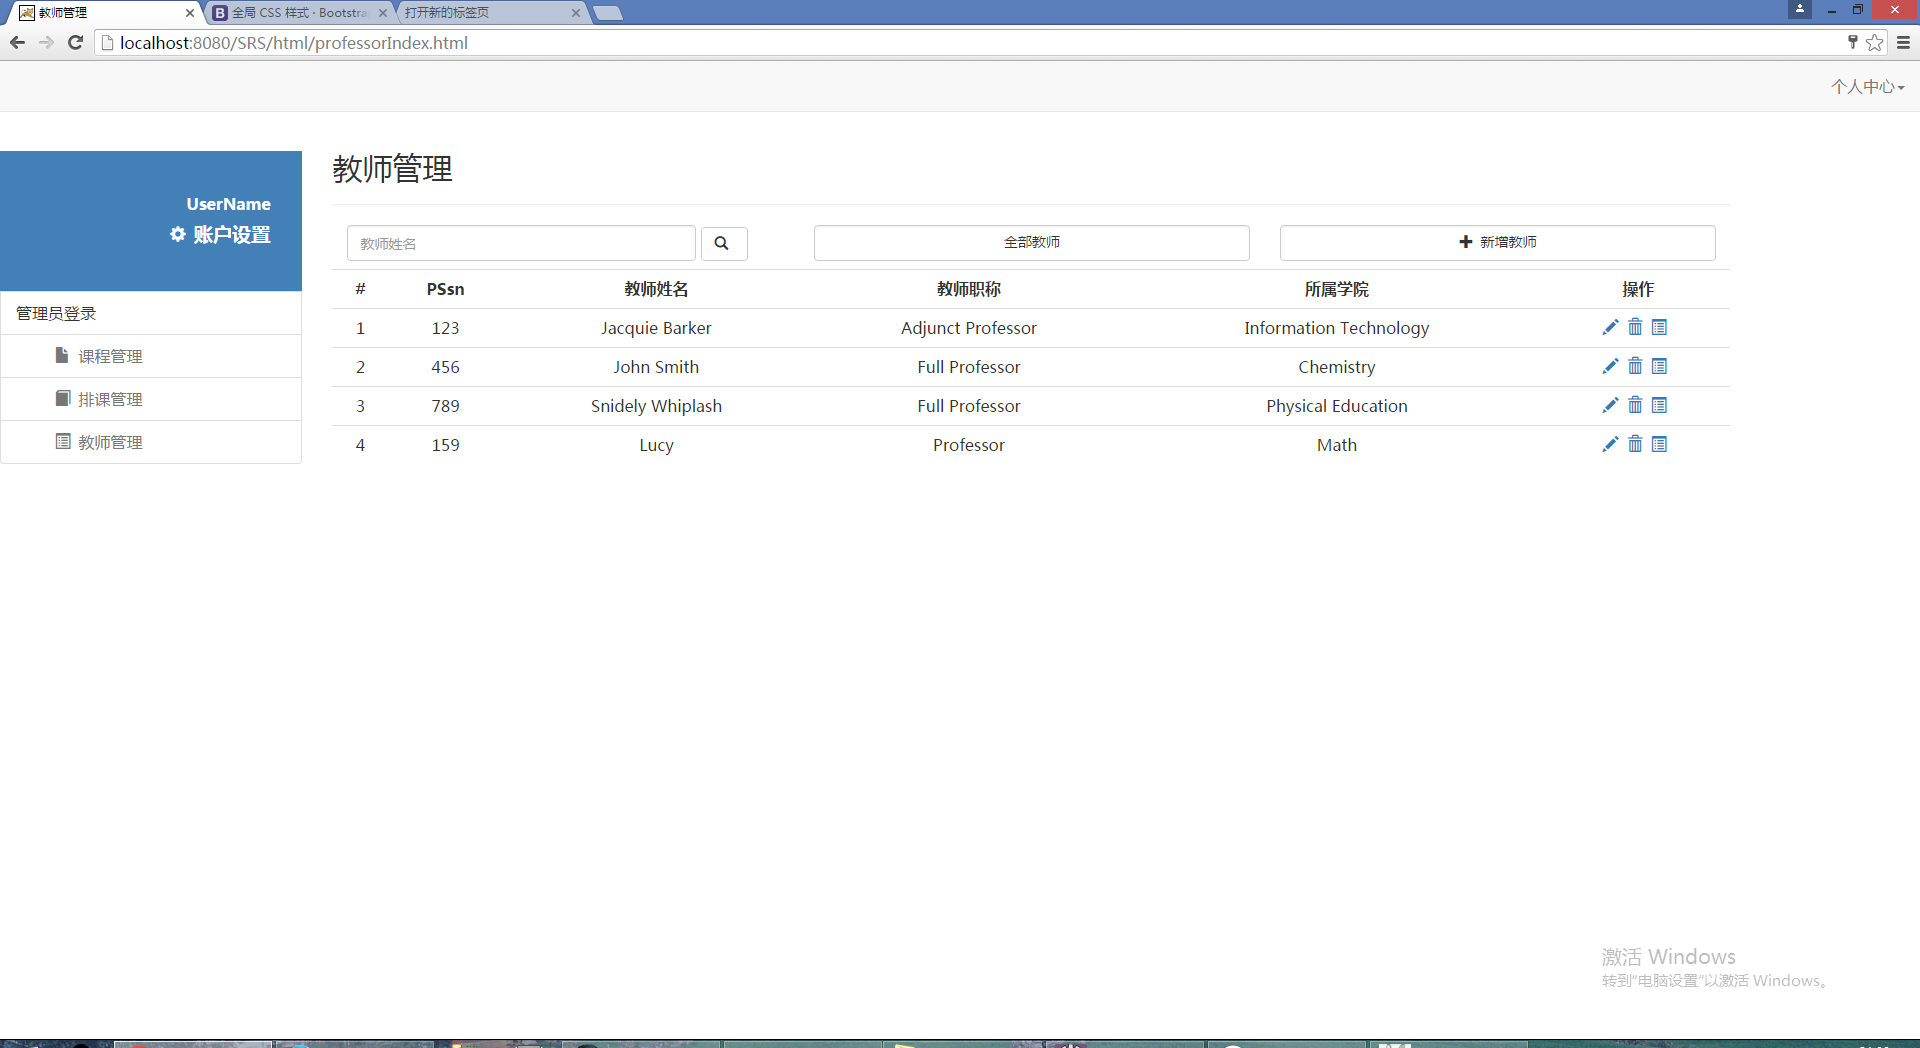 教师管理
全局 CSS 样式 · Bootstra
打开新的标签页
localhost:8080/SRS/html/professorIndex.html
个人中心
UserName
账户设置
管理员登录
课程管理
排课管理
教师管理
教师管理
教师姓名
全部教师
新增教师
# PSsn 教师姓名 教师职称 所属学院 操作
1 123 Jacquie Barker Adjunct Professor Information Technology
2 456 John Smith Full Professor Chemistry
3 789 Snidely Whiplash Full Professor Physical Education
4 159 Lucy Professor Math
激活 Windows
转到"电脑设置"以激活 Windows。